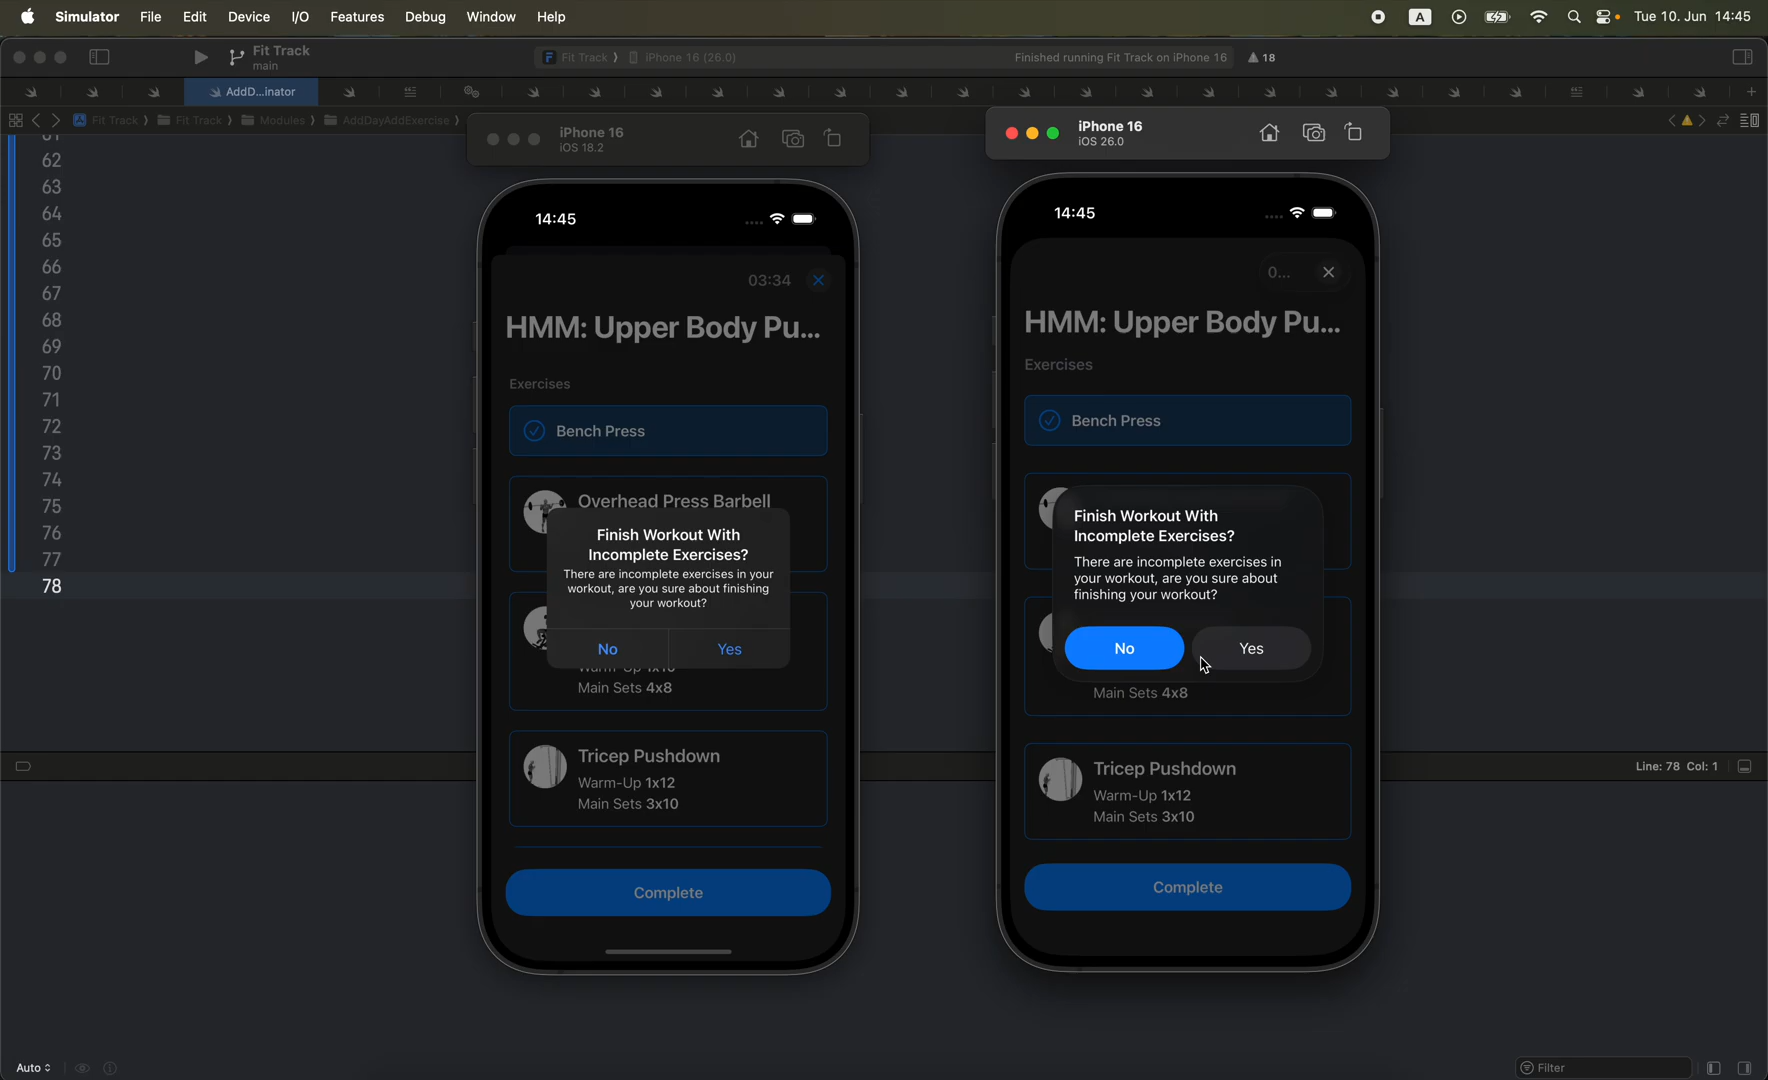 Simulator File Edit Device I/O Features Debug Window Help
A
Tue 10. Jun 14:45
Fit Track
main
Fit Track 〉 iPhone 16 (26.0)
Finished running Fit Track on iPhone 16
18
AddD...inator
Fit Track 〉 Fit Track 〉 Modules 〉 AddDayAddExercise 〉
62
63
64
65
66
67
68
69
70
71
72
73
74
75
76
77
78
iPhone 16
iOS 18.2
14:45
03:34
HMM: Upper Body Pu...
Exercises
Bench Press
Overhead Press Barbell
Finish Workout With
Incomplete Exercises?
There are incomplete exercises in your
workout, are you sure about finishing
your workout?
No
Yes
Main Sets 4x8
Tricep Pushdown
Warm-Up 1x12
Main Sets 3x10
Complete
iPhone 16
iOS 26.0
14:45
0...
HMM: Upper Body Pu...
Exercises
Bench Press
Finish Workout With
Incomplete Exercises?
There are incomplete exercises in
your workout, are you sure about
finishing your workout?
No
Yes
Main Sets 4x8
Tricep Pushdown
Warm-Up 1x12
Main Sets 3x10
Complete
Line: 78 Col: 1
Auto
Filter